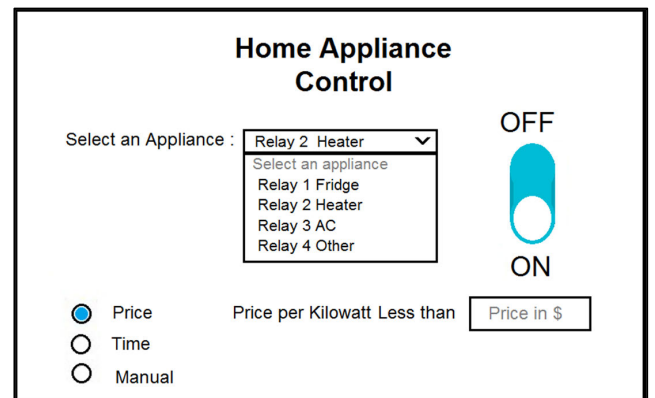 Home Appliance
Control
OFF
Select an Appliance : Relay 2 Heater
Select an appliance
Relay 1 Fridge
Relay 2 Heater
Relay 3 AC
Relay 4 Other
ON
Price
Price per Kilowatt Less than Price in $
Time
Manual